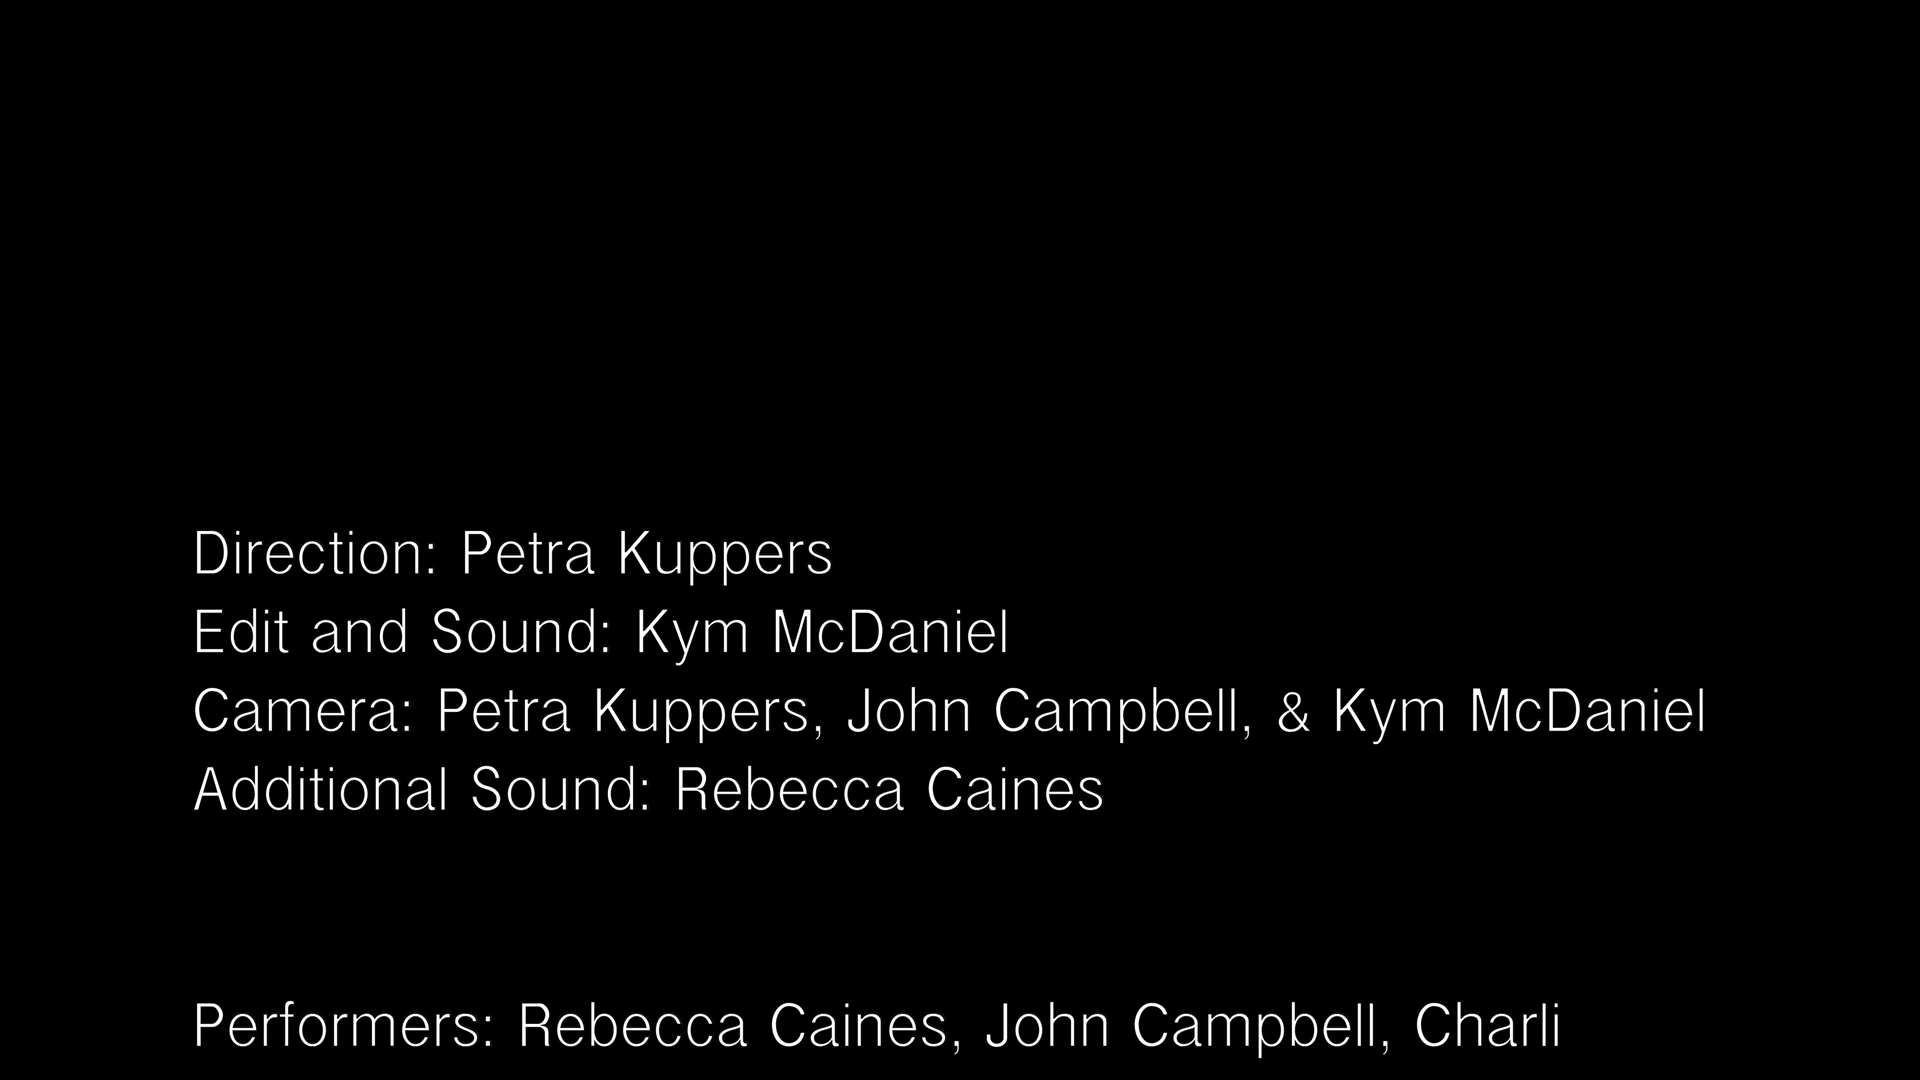 Direction: Petra Kuppers
Edit and Sound: Kym McDaniel
Camera: Petra Kuppers, John Campbell, & Kym McDaniel
Additional Sound: Rebecca Caines
Performers: Rebecca Caines, John Campbell, Charli